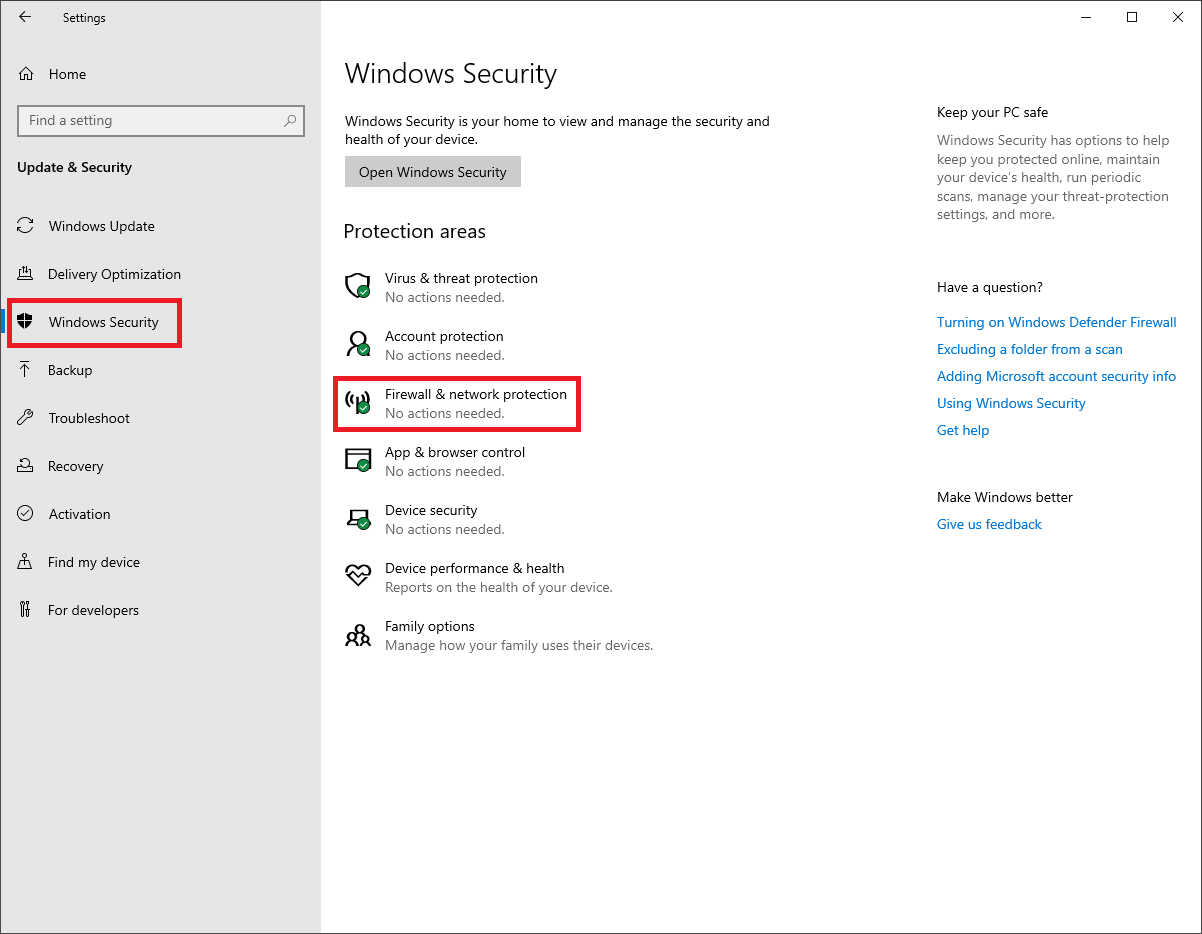 Settings
Home
Find a setting
Update & Security
Windows Update
Delivery Optimization
Windows Security
Backup
Troubleshoot
Recovery
Activation
Find my device
For developers
Windows Security
Windows Security is your home to view and manage the security and
health of your device.
Open Windows Security
Protection areas
Virus & threat protection
No actions needed.
Account protection
No actions needed.
Firewall & network protection
No actions needed.
App & browser control
No actions needed.
Device security
No actions needed.
Device performance & health
Reports on the health of your device.
Family options
Manage how your family uses their devices.
Keep your PC safe
Windows Security has options to help
keep you protected online, maintain
your device's health, run periodic
scans, manage your threat-protection
settings, and more.
Have a question?
Turning on Windows Defender Firewall
Excluding a folder from a scan
Adding Microsoft account security info
Using Windows Security
Get help
Make Windows better
Give us feedback